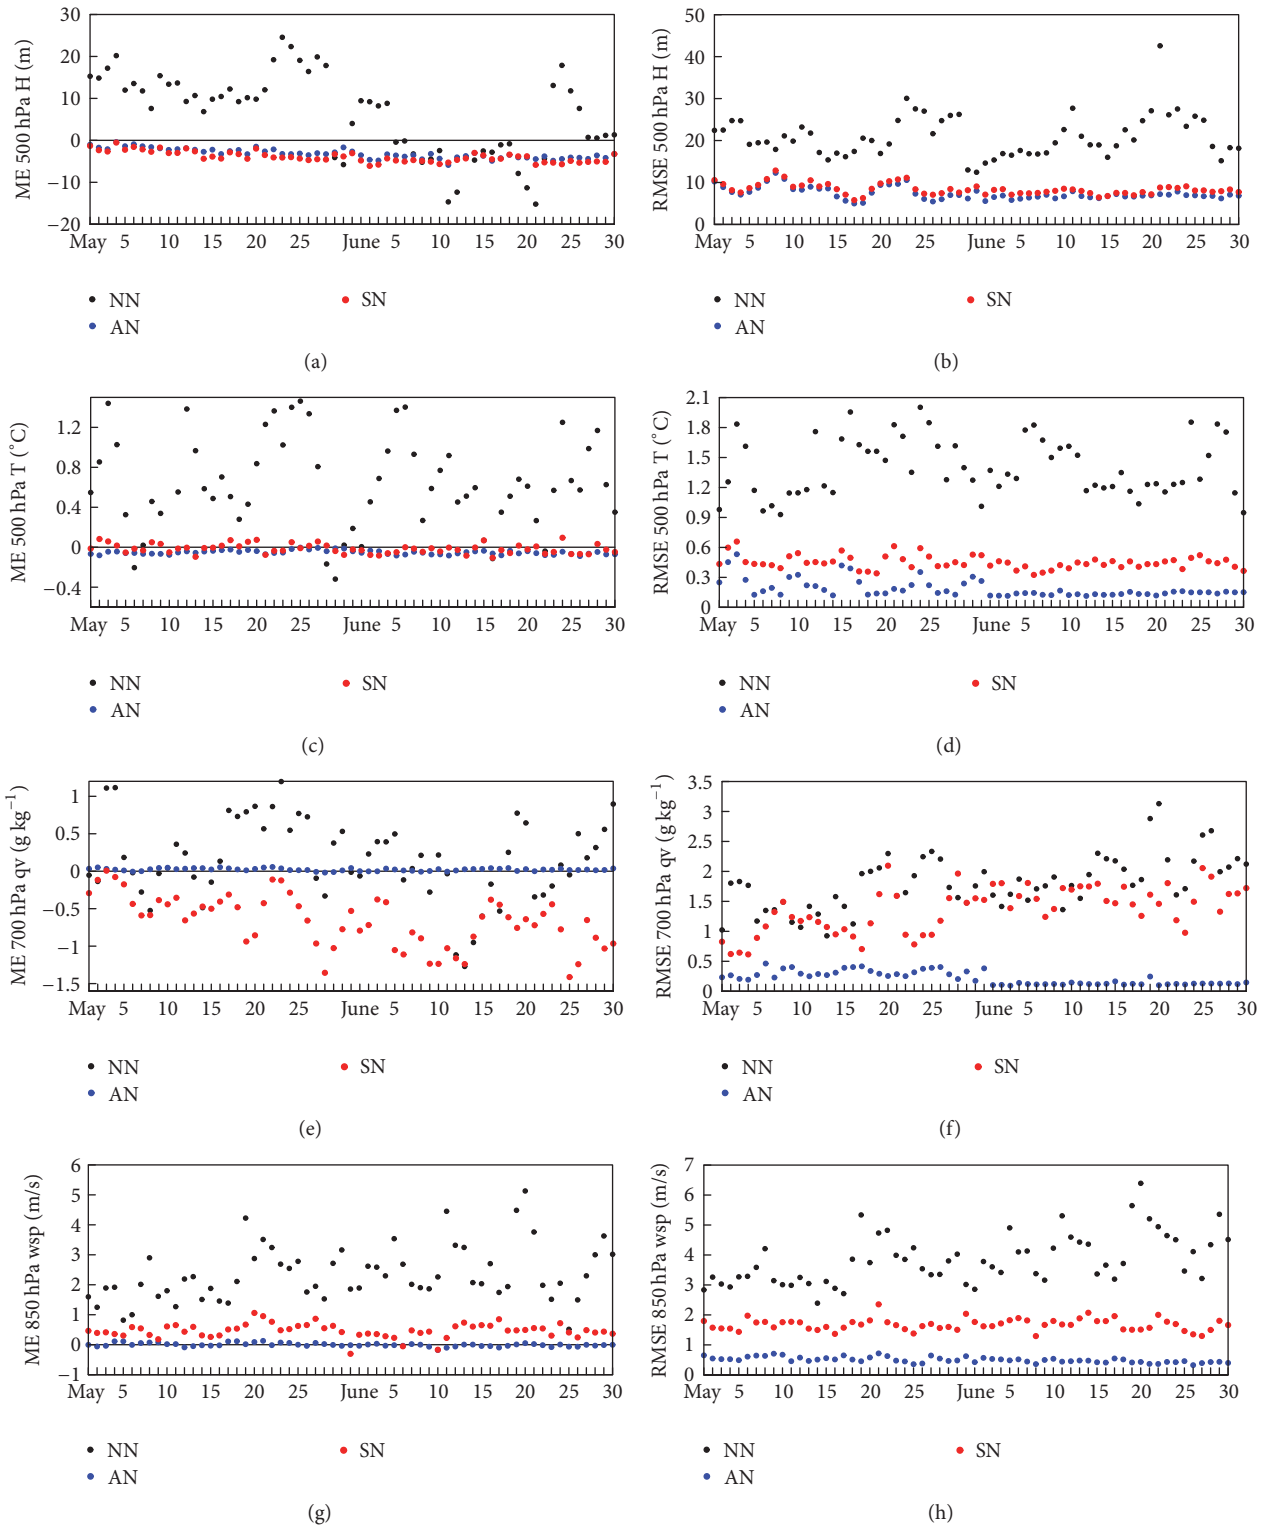 ME 500 hPa H (m)
30
20
10
0
−10
−20
May 5 10 15 20 25 June 5 10 15 20 25 30
NN
AN
SN
(a)
RMSE 500 hPa H (m)
50
40
30
20
10
0
May 5 10 15 20 25 June 5 10 15 20 25 30
NN
AN
SN
(b)
ME 500 hPa T (°C)
1.2
0.8
0.4
0
−0.4
May 5 10 15 20 25 June 5 10 15 20 25 30
NN
AN
SN
(c)
RMSE 500 hPa T (°C)
2.1
1.8
1.5
1.2
0.9
0.6
0.3
0
May 5 10 15 20 25 June 5 10 15 20 25 30
NN
AN
SN
(d)
ME 700 hPa qv (g kg−1)
1
0.5
0
−0.5
−1
−1.5
May 5 10 15 20 25 June 5 10 15 20 25 30
NN
AN
SN
(e)
RMSE 700 hPa qv (g kg−1)
3.5
3
2.5
2
1.5
1
0.5
0
May 5 10 15 20 25 June 5 10 15 20 25 30
NN
AN
SN
(f)
ME 850 hPa wsp (m/s)
6
5
4
3
2
1
0
−1
May 5 10 15 20 25 June 5 10 15 20 25 30
NN
AN
SN
(g)
RMSE 850 hPa wsp (m/s)
7
6
5
4
3
2
1
0
May 5 10 15 20 25 June 5 10 15 20 25 30
NN
AN
SN
(h)